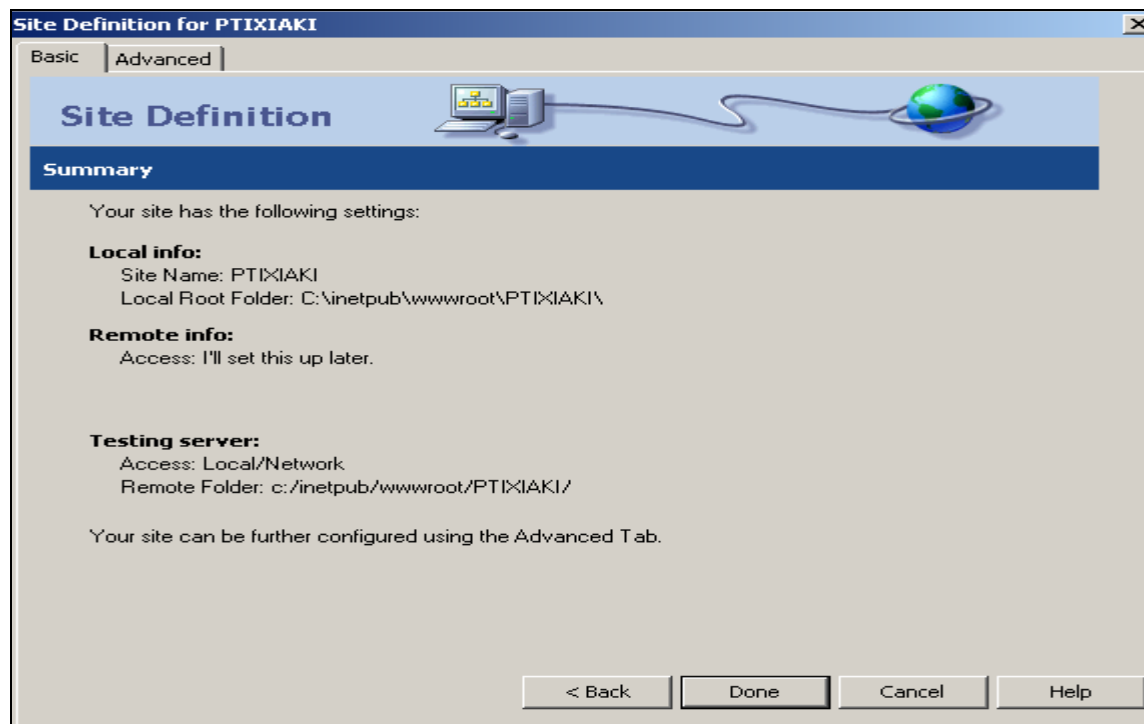 Site Definition for PTIXIAKI
Basic
Advanced
Site Definition
Summary
Your site has the following settings:
Local info:
Site Name: PTIXIAKI
Local Root Folder: C:\inetpub\wwwroot\PTIXIAKI\
Remote info:
Access: I'll set this up later.
Testing server:
Access: Local/Network
Remote Folder: c:/inetpub/wwwroot/PTIXIAKI/
Your site can be further configured using the Advanced Tab.
< Back
Done
Cancel
Help